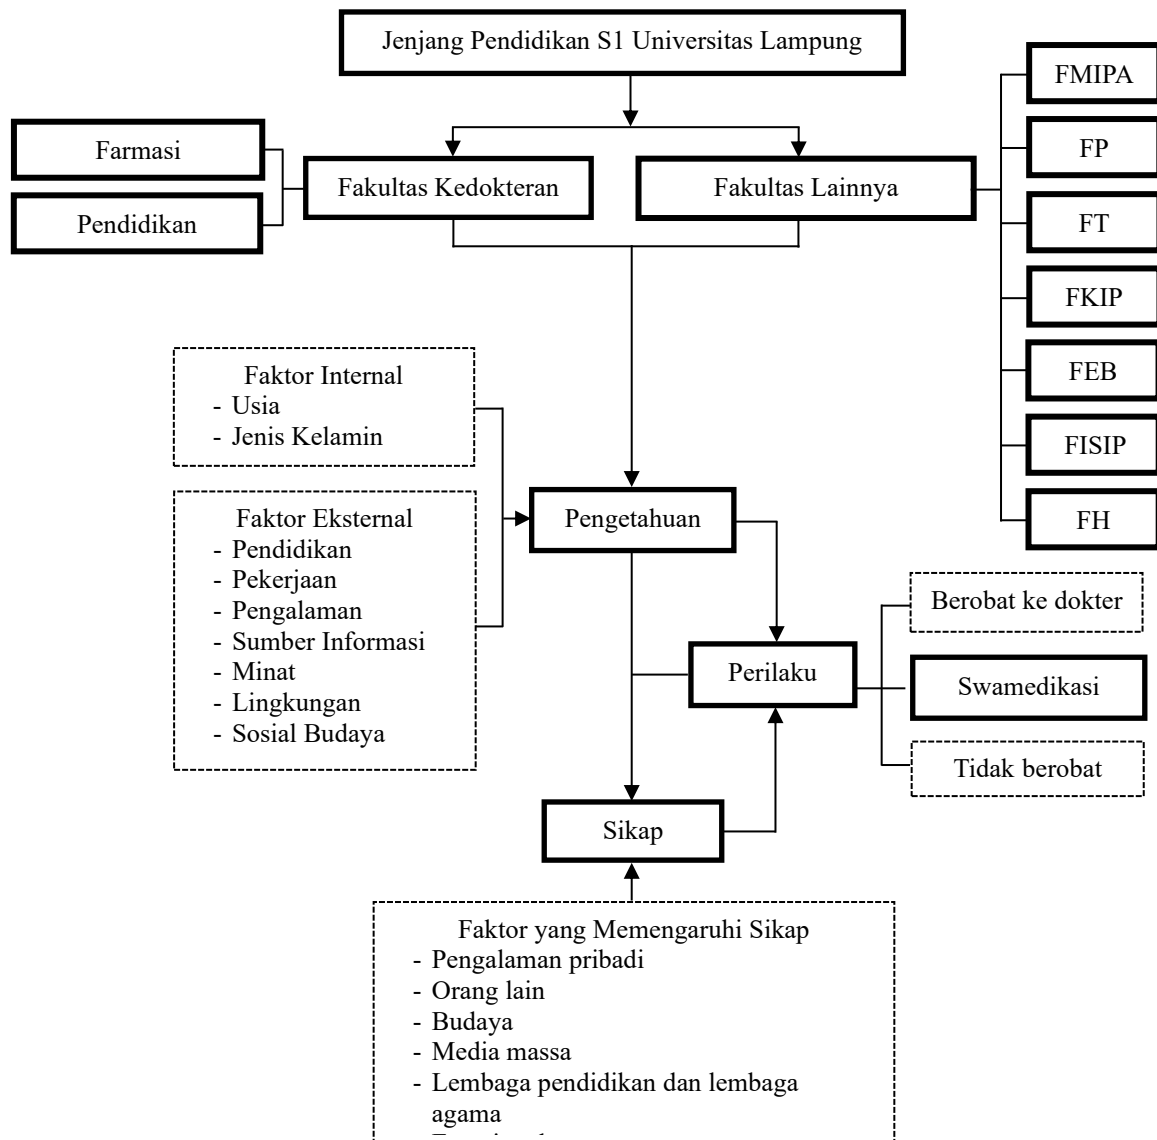 Jenjang Pendidikan S1 Universitas Lampung
FMIPA
Farmasi
FP
Fakultas Kedokteran
Fakultas Lainnya
Pendidikan
FT
FKIP
FEB
FISIP
FH
Faktor Internal
- Usia
- Jenis Kelamin
Faktor Eksternal
- Pendidikan
- Pekerjaan
- Pengalaman
- Sumber Informasi
- Minat
- Lingkungan
- Sosial Budaya
Pengetahuan
Berobat ke dokter
Perilaku
Swamedikasi
Tidak berobat
Sikap
Faktor yang Memengaruhi Sikap
- Pengalaman pribadi
- Orang lain
- Budaya
- Media massa
- Lembaga pendidikan dan lembaga
agama